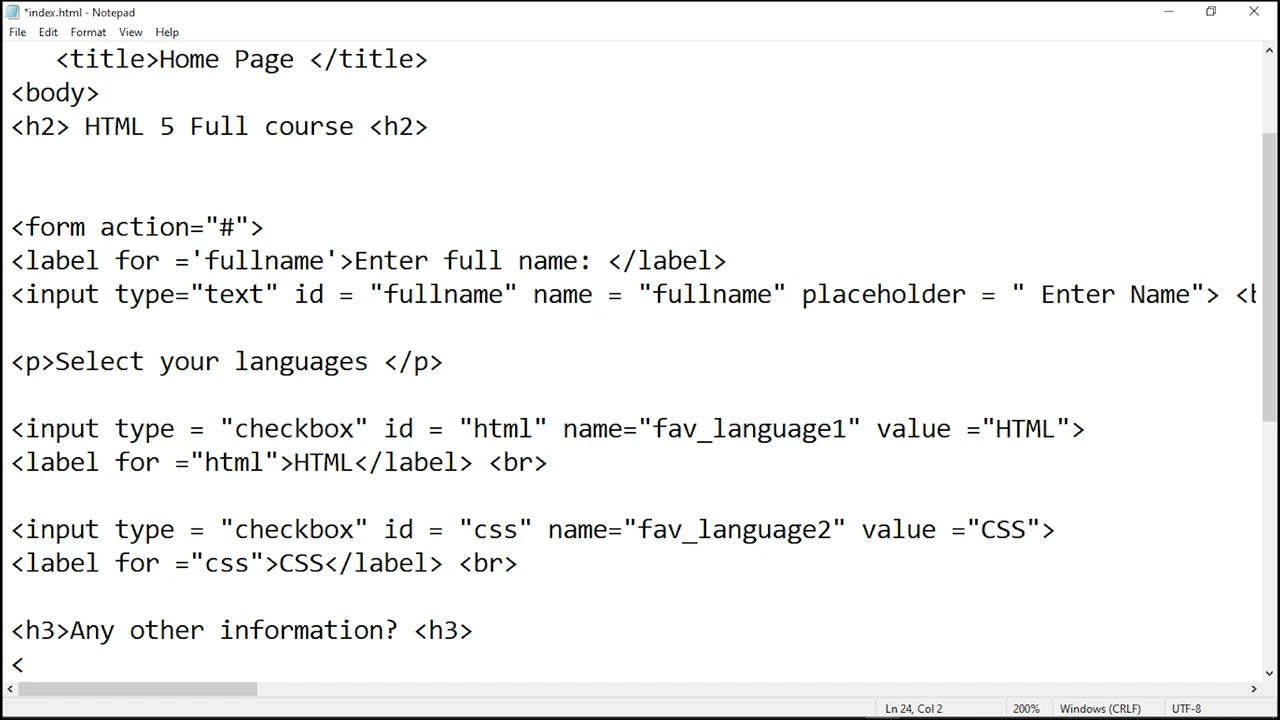 *index.html - Notepad
File Edit Format View Help
<title>Home Page </title>
<body>
<h2> HTML 5 Full course <h2>
<form action="#">
<label for ='fullname'>Enter full name: </label>
<input type="text" id = "fullname" name = "fullname" placeholder = " Enter Name"> <b
<p>Select your languages </p>
<input type = "checkbox" id = "html" name="fav_language1" value ="HTML">
<label for ="html">HTML</label> <br>
<input type = "checkbox" id = "css" name="fav_language2" value ="CSS">
<label for ="css">CSS</label> <br>
<h3>Any other information? <h3>
<
Ln 24, Col 2 200% Windows (CRLF) UTF-8